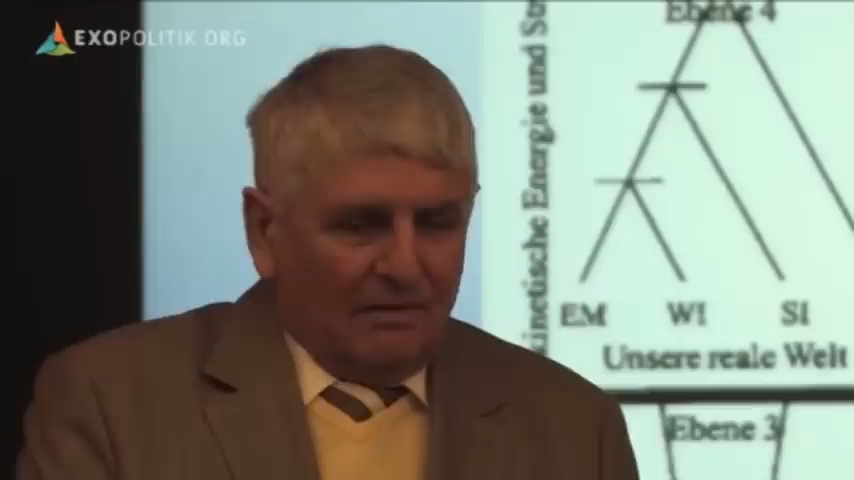 EXOPOLITIK.ORG
Ebene 4
kinetische Energie und
EM WI SI
Unsere reale Welt
Ebene 3